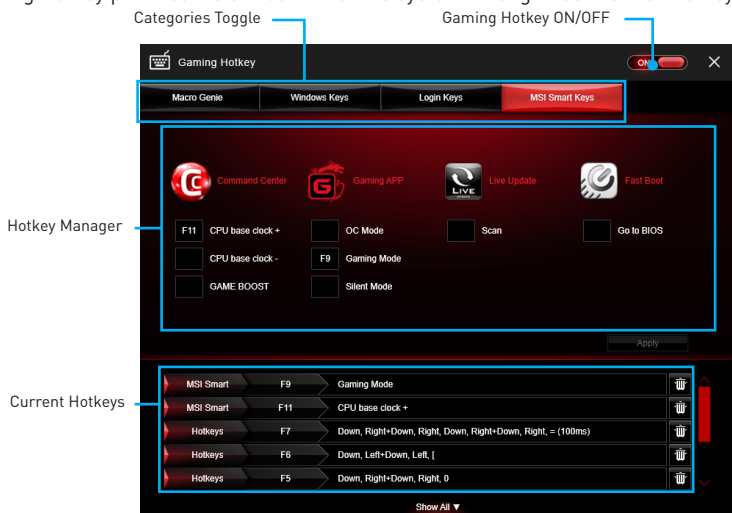 Categories Toggle
Gaming Hotkey ON/OFF
Gaming Hotkey
ON
Macro Genie
Windows Keys
Login Keys
MSI Smart Keys
Command Center
Gaming APP
LIVE
Live Update
Fast Boot
Hotkey Manager
F11 CPU base clock +
OC Mode
Scan
Go to BIOS
CPU base clock -
F9 Gaming Mode
GAME BOOST
Silent Mode
Apply
Current Hotkeys
MSI Smart F9 Gaming Mode
MSI Smart F11 CPU base clock +
Hotkeys F7 Down, Right+Down, Right, Down, Right+Down, Right, = (100ms)
Hotkeys F6 Down, Left+Down, Left, [
Hotkeys F5 Down, Right+Down, Right, 0
Show All ▼